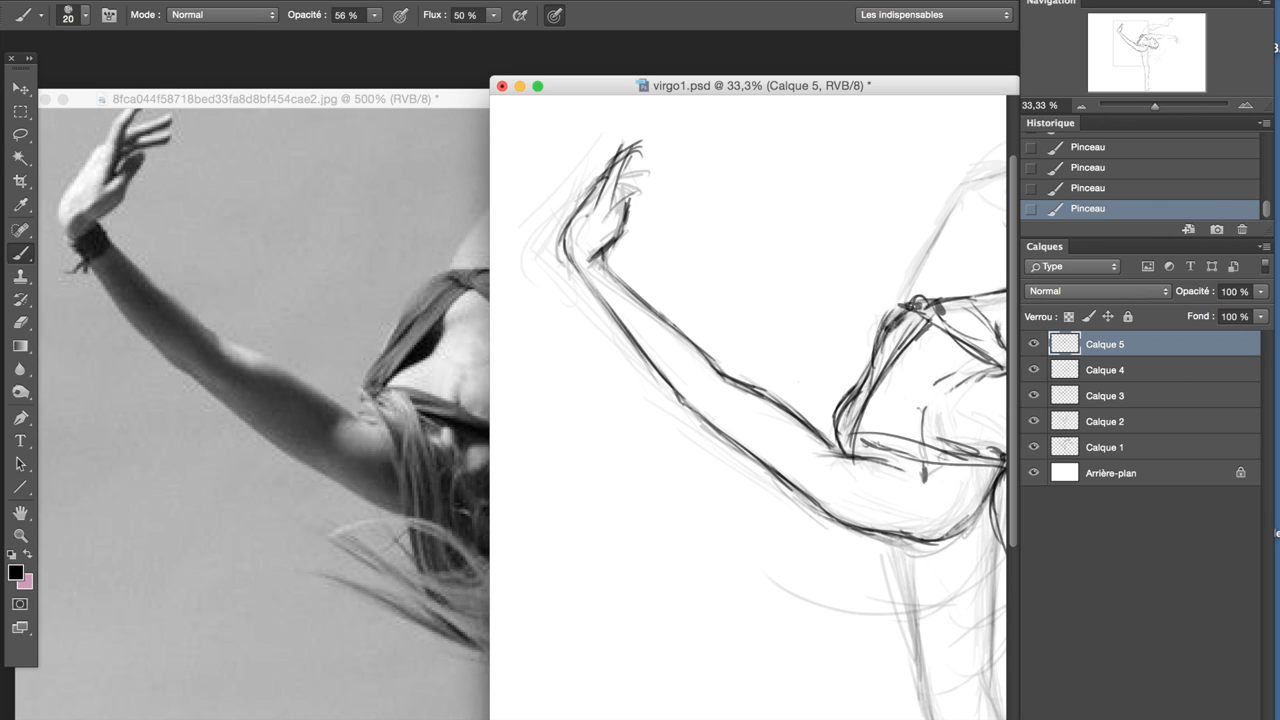 20 Mode : Normal Opacité : 56 % Flux : 50 % Les indispensables
Navigation
8fca044f58718bed33fa8d8bf454cae2.jpg @ 500% (RVB/8) *
virgo1.psd @ 33,3% (Calque 5, RVB/8) *
33,33 %
Historique
Pinceau
Pinceau
Pinceau
Pinceau
Calques
Type
Normal Opacité : 100 %
Verrou : Fond : 100 %
Calque 5
Calque 4
Calque 3
Calque 2
Calque 1
Arrière-plan